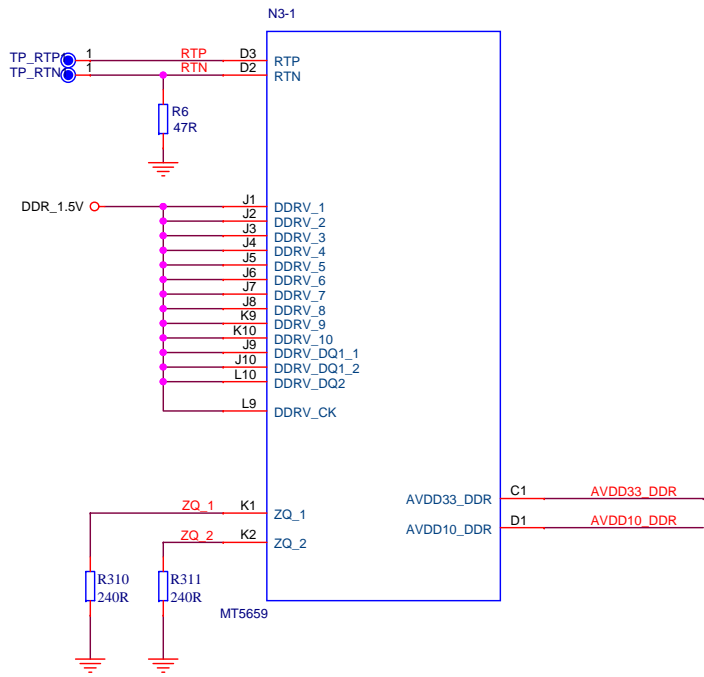 N3-1
TP_RTP1 1 RTP D3 RTP
TP_RTN 1 RTN D2 RTN
R6
47R
DDR_1.5V
J1 DDRV_1
J2 DDRV_2
J3 DDRV_3
J4 DDRV_4
J5 DDRV_5
J6 DDRV_6
J7 DDRV_7
J8 DDRV_8
K9 DDRV_9
K10 DDRV_10
J9 DDRV_DQ1_1
J10 DDRV_DQ1_2
L10 DDRV_DQ2
L9 DDRV_CK
AVDD33_DDR C1 AVDD33_DDR
ZQ_1 K1 ZQ_1
AVDD10_DDR D1 AVDD10_DDR
ZQ_2 K2 ZQ_2
R310
240R
R311
240R
MT5659